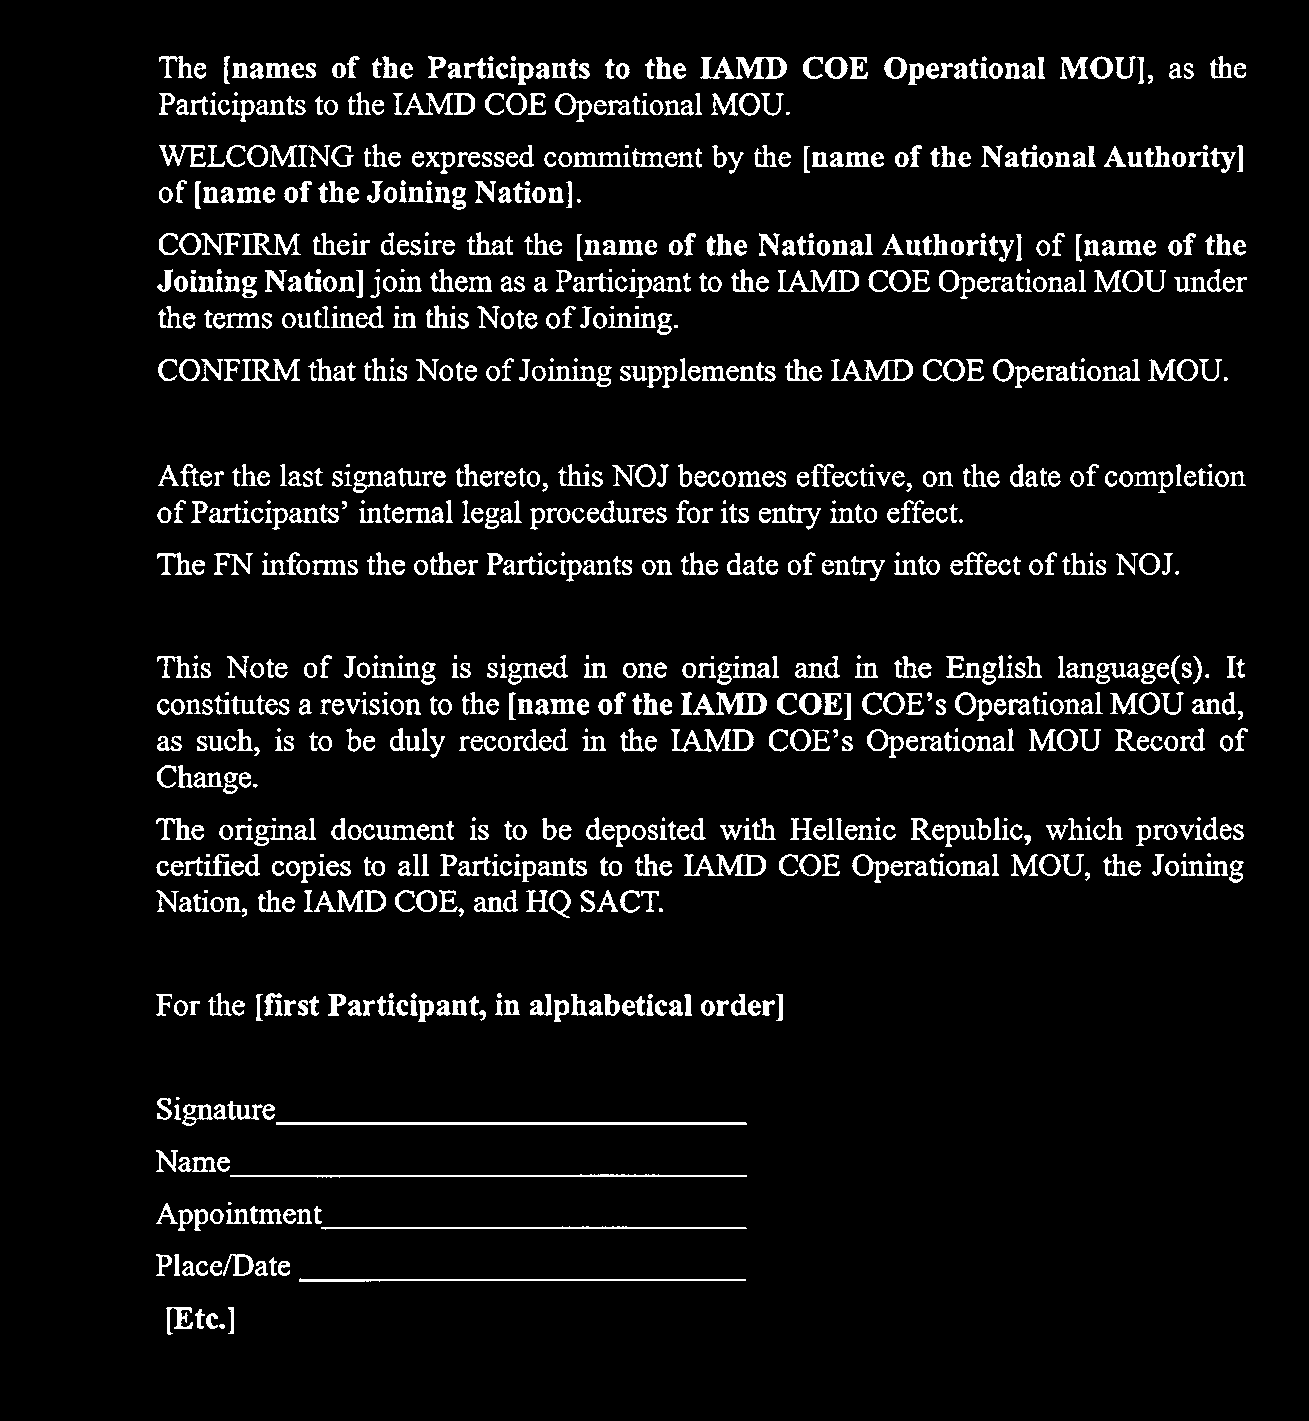 The [names of the Participants to the IAMD COE Operational MOU], as the
Participants to the IAMD COE Operational MOU.
WELCOMING the expressed commitment by the [name of the National Authority]
of [name of the Joining Nation].
CONFIRM their desire that the [name of the National Authority] of [name of the
Joining Nation] join them as a Participant to the IAMD COE Operational MOU under
the terms outlined in this Note of Joining.
CONFIRM that this Note of Joining supplements the IAMD COE Operational MOU.
After the last signature thereto, this NOJ becomes effective, on the date of completion
of Participants’ internal legal procedures for its entry into effect.
The FN informs the other Participants on the date of entry into effect of this NOJ.
This Note of Joining is signed in one original and in the English language(s). It
constitutes a revision to the [name of the IAMD COE] COE’s Operational MOU and,
as such, is to be duly recorded in the IAMD COE’s Operational MOU Record of
Change.
The original document is to be deposited with Hellenic Republic, which provides
certified copies to all Participants to the IAMD COE Operational MOU, the Joining
Nation, the IAMD COE, and HQ SACT.
For the [first Participant, in alphabetical order]
Signature
Name
Appointment
Place/Date
[Etc.]